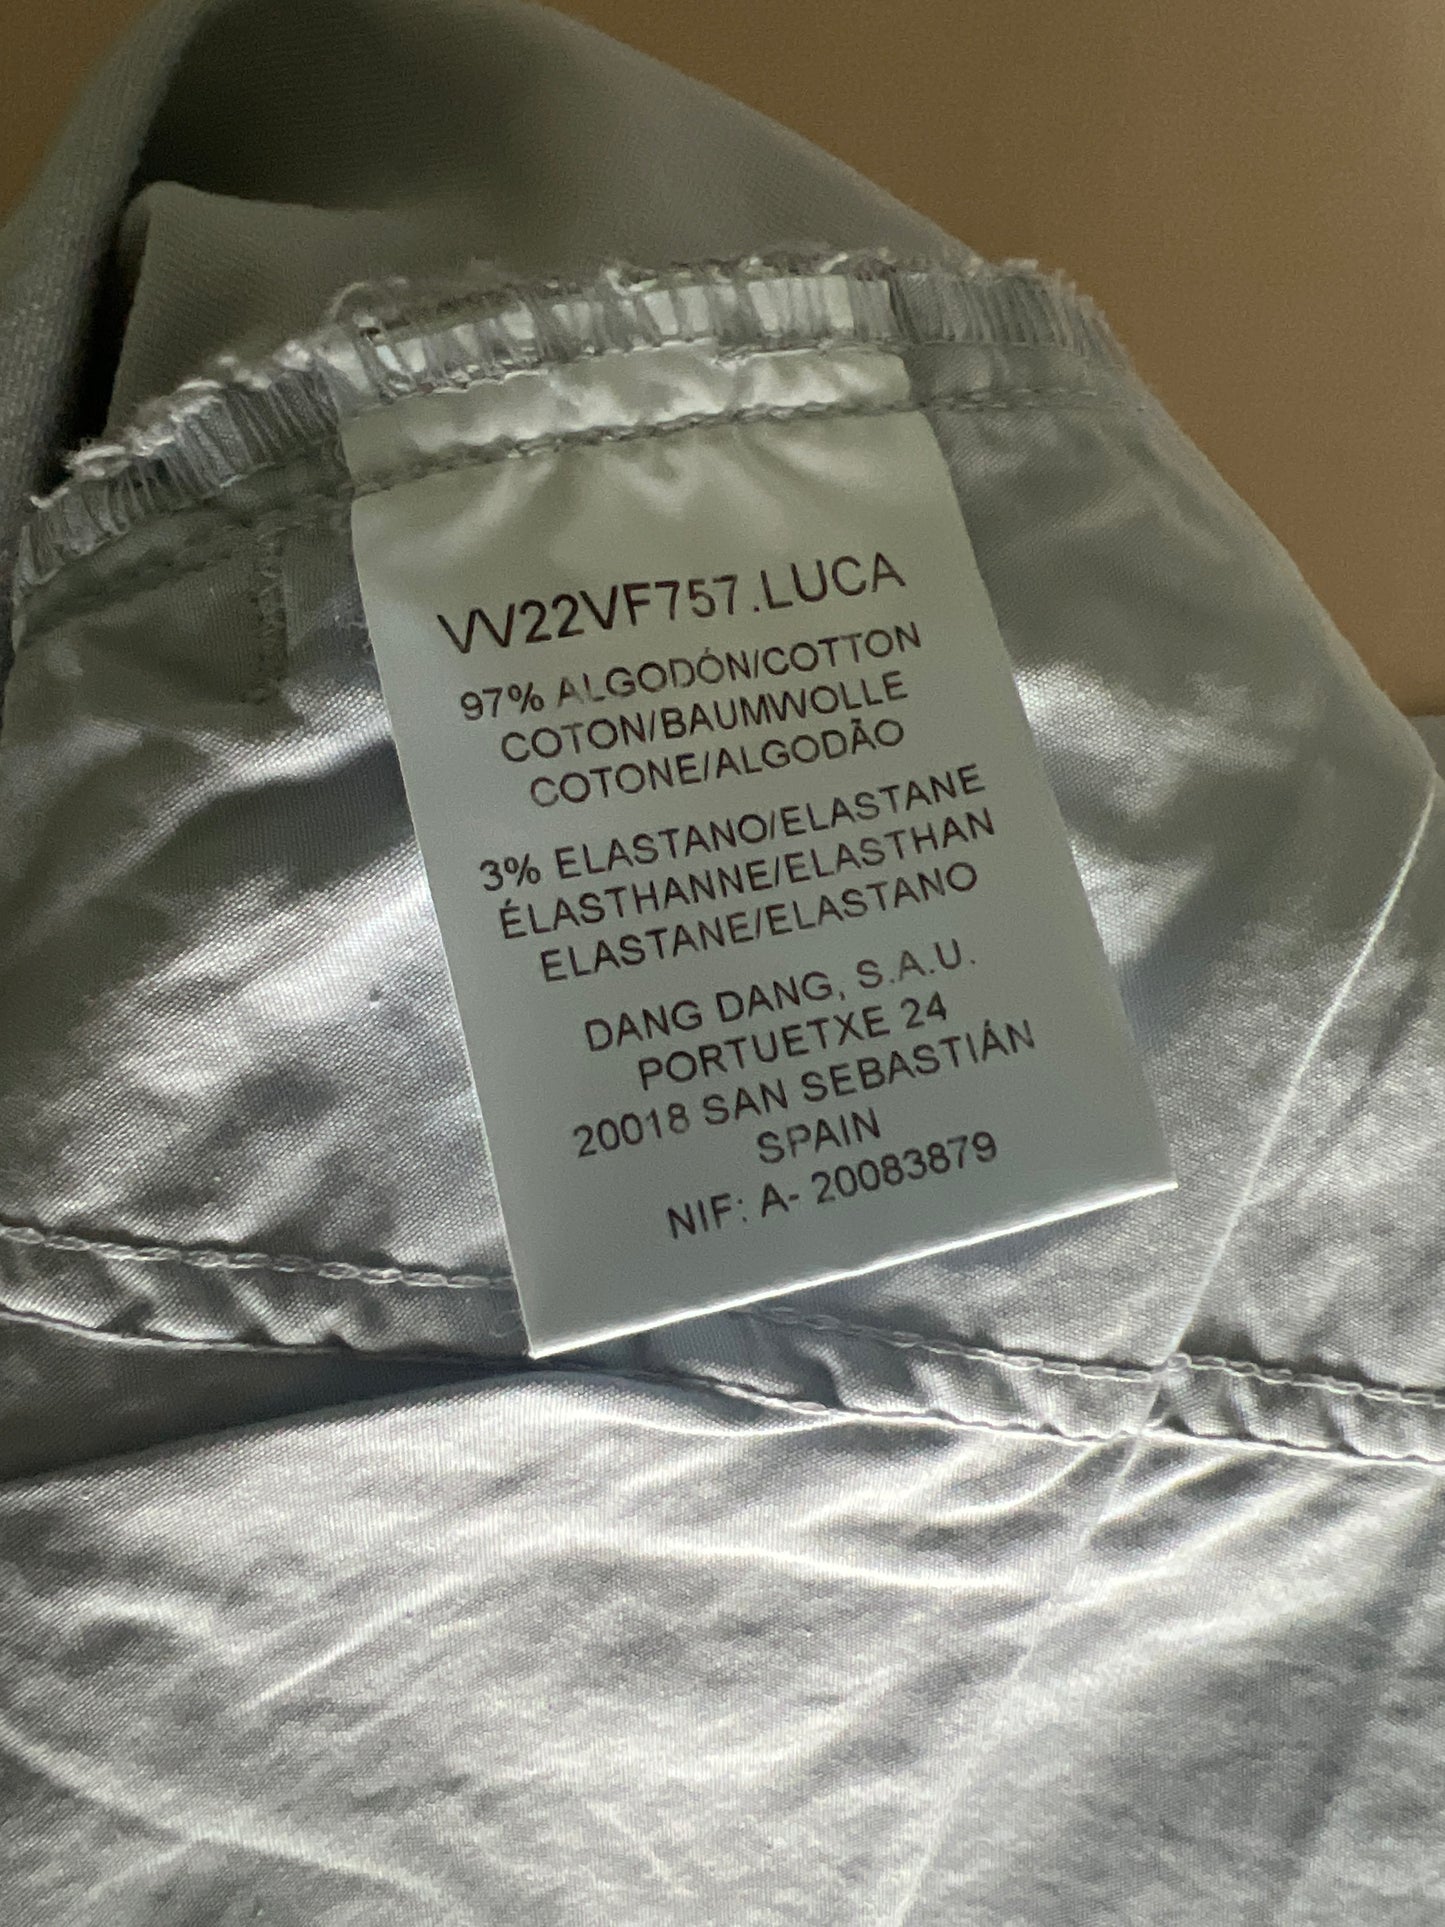 VV22VF757.LUCA
97% ALGODÓN/COTTON
COTON/BAUMWOLLE
COTONE/ALGODÃO
3% ELASTANO/ELASTANE
ÉLASTHANNE/ELASTHAN
ELASTANE/ELASTANO
DANG DANG, S.A.U.
PORTUETXE 24
20018 SAN SEBASTIÁN
SPAIN
NIF: A- 20083879